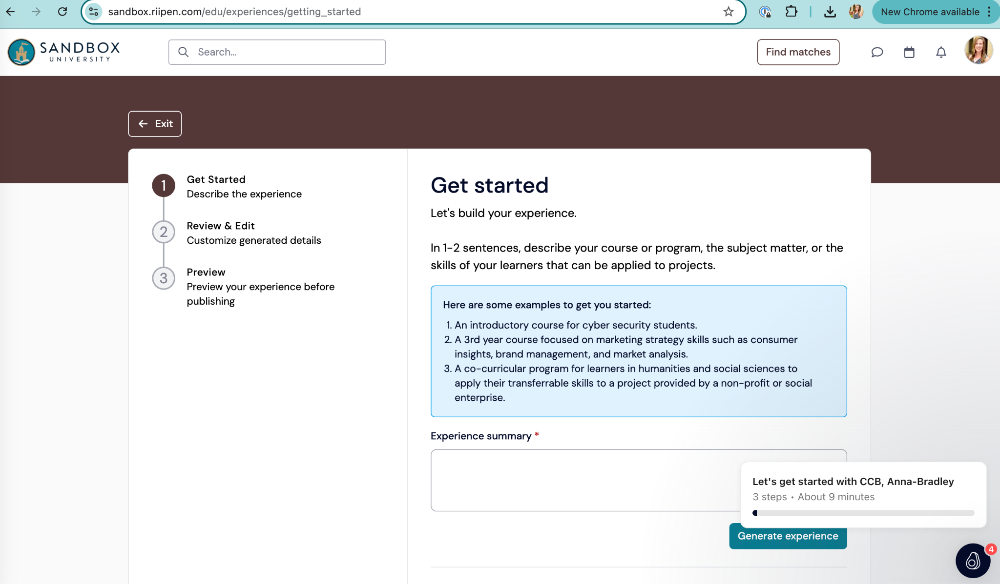 sandbox.riipen.com/edu/experiences/getting_started
New Chrome available
SANDBOX
UNIVERSITY
Search...
Find matches
Exit
1
Get Started
Describe the experience
2
Review & Edit
Customize generated details
3
Preview
Preview your experience before
publishing
Get started
Let's build your experience.
In 1-2 sentences, describe your course or program, the subject matter, or the
skills of your learners that can be applied to projects.
Here are some examples to get you started:
1. An introductory course for cyber security students.
2. A 3rd year course focused on marketing strategy skills such as consumer
insights, brand management, and market analysis.
3. A co-curricular program for learners in humanities and social sciences to
apply their transferrable skills to a project provided by a non-profit or social
enterprise.
Experience summary *
Let's get started with CCB, Anna-Bradley
3 steps • About 9 minutes
Generate experience
4